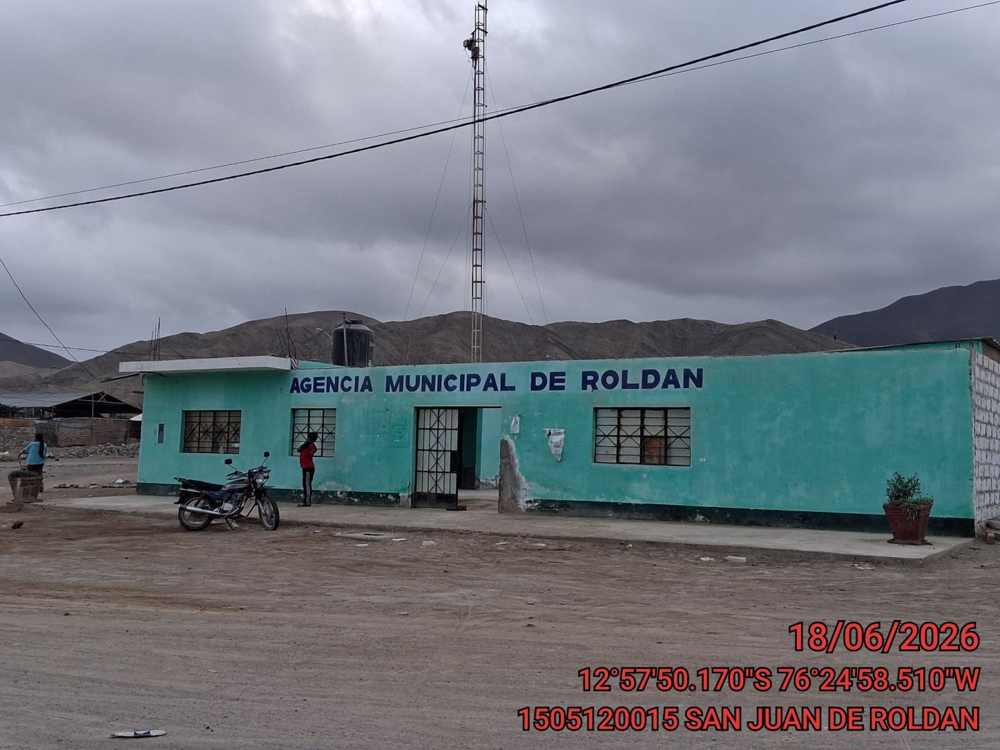 AGENCIA MUNICIPAL DE ROLDAN
18/06/2026
12°57'50.170"S 76°24'58.510"W
1505120015 SAN JUAN DE ROLDAN